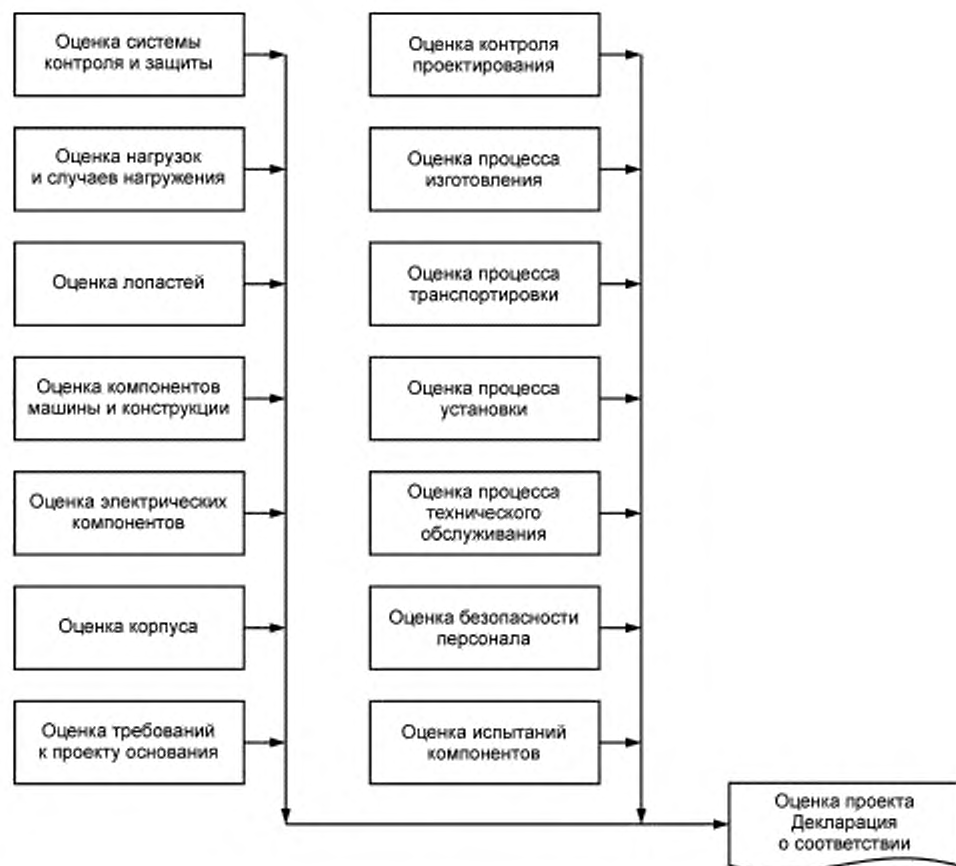 Оценка системы
контроля и защиты
Оценка нагрузок
и случаев нагружения
Оценка лопастей
Оценка компонентов
машины и конструкции
Оценка электрических
компонентов
Оценка корпуса
Оценка требований
к проекту основания
Оценка контроля
проектирования
Оценка процесса
изготовления
Оценка процесса
транспортировки
Оценка процесса
установки
Оценка процесса
технического
обслуживания
Оценка безопасности
персонала
Оценка испытаний
компонентов
Оценка проекта
Декларация
о соответствии